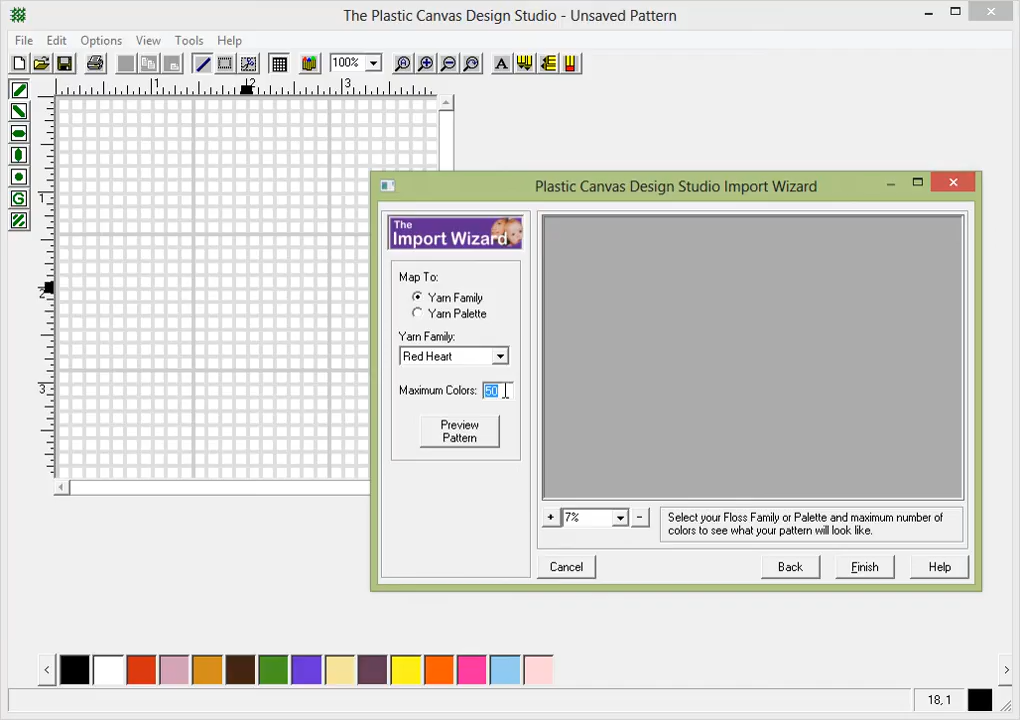 The Plastic Canvas Design Studio - Unsaved Pattern
File Edit Options View Tools Help
100% A
1 2 3
G
1
2
3
Plastic Canvas Design Studio Import Wizard
The
Import Wizard
Map To:
Yarn Family
Yarn Palette
Yarn Family:
Red Heart
Maximum Colors: 50
Preview
Pattern
+ 7% -
Select your Floss Family or Palette and maximum number of
colors to see what your pattern will look like.
Cancel Back Finish Help
18, 1